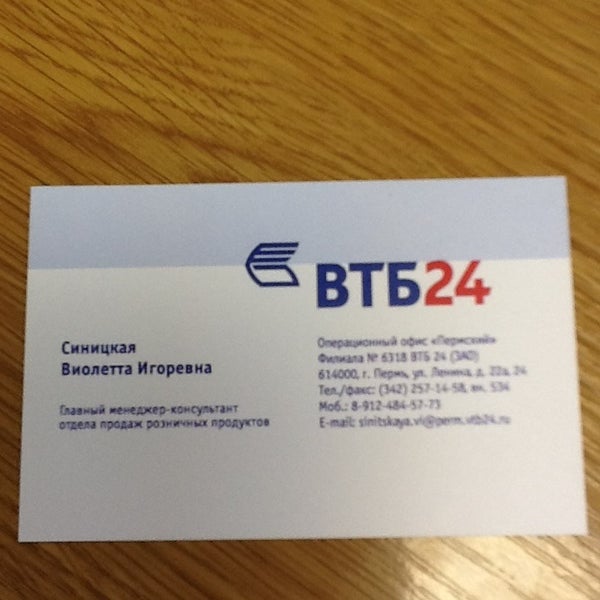 ВТБ24
Синицкая
Виолетта Игоревна
Главный менеджер-консультант
отдела продаж розничных продуктов
Операционный офис «Пермский»
Филиала № 6318 ВТБ 24 (ЗАО)
614000, г. Пермь, ул. Ленина, д. 22а, 24
Тел./факс: (342) 257-14-58, вн. 534
Моб.: 8-912-484-57-73
E-mail: sinitskaya.vi@perm.vtb24.ru